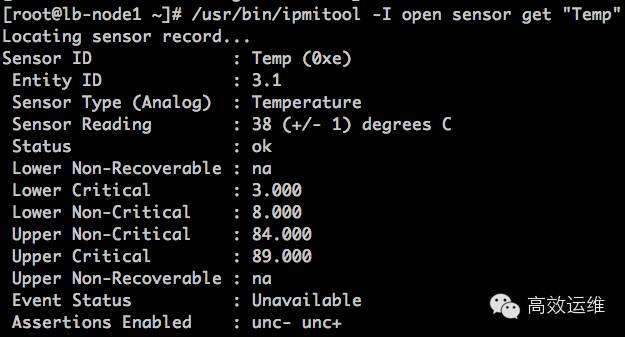 [root@lb-node1 ~]# /usr/bin/ipmitool -I open sensor get "Temp"
Locating sensor record...
Sensor ID              : Temp (0xe)
 Entity ID             : 3.1
 Sensor Type (Analog)  : Temperature
 Sensor Reading        : 38 (+/- 1) degrees C
 Status                : ok
 Lower Non-Recoverable : na
 Lower Critical        : 3.000
 Lower Non-Critical    : 8.000
 Upper Non-Critical    : 84.000
 Upper Critical        : 89.000
 Upper Non-Recoverable : na
 Event Status          : Unavailable
 Assertions Enabled    : unc- unc+
高效运维